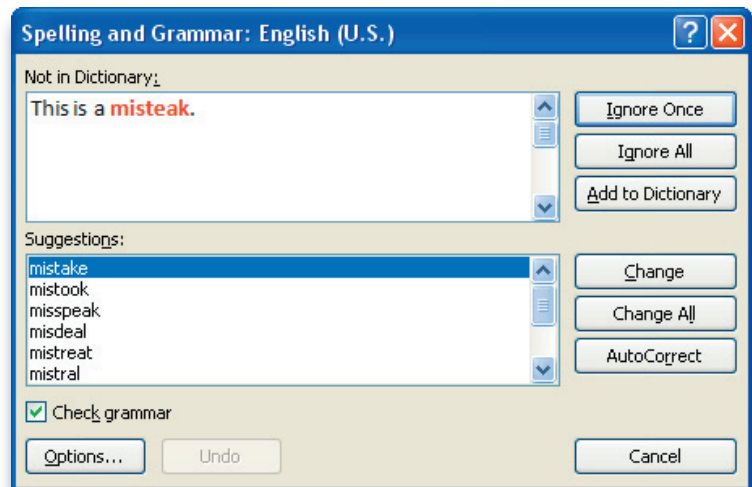 Spelling and Grammar: English (U.S.)
Not in Dictionary:
This is a misteak.
Ignore Once
Ignore All
Add to Dictionary
Suggestions:
mistake
mistook
misspeak
misdeal
mistreat
mistral
Change
Change All
AutoCorrect
Check grammar
Options...
Undo
Cancel